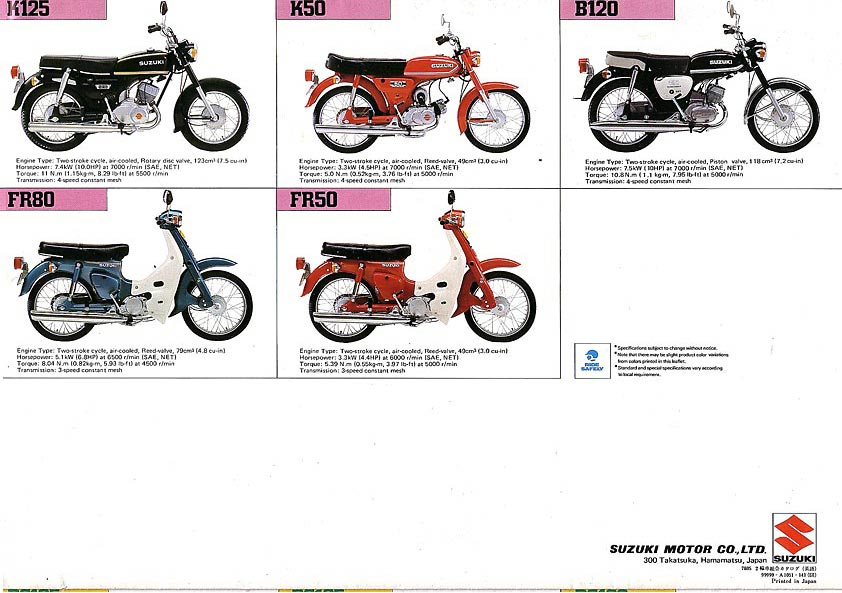 K125
SUZUKI
Engine Type: Two-stroke cycle, air-cooled, Rotary disc valve, 123cm³ (7.5 cu-in)
Horsepower: 7.4kW (10.0HP) at 7000 r/min (SAE, NET)
Torque: 11 N.m (1.15kg-m, 8.29 lb-ft) at 5500 r/min
Transmission: 4-speed constant mesh
K50
SUZUKI
Engine Type: Two-stroke cycle, air-cooled, Reed-valve, 49cm³ (3.0 cu-in)
Horsepower: 3.3kW (4.5HP) at 7000 r/min (SAE, NET)
Torque: 5.0 N.m (0.52kg-m, 3.76 lb-ft) at 5000 r/min
Transmission: 4-speed constant mesh
B120
SUZUKI
Engine Type: Two-stroke cycle, air-cooled, Piston valve, 118cm³ (7.2 cu-in)
Horsepower: 7.5kW (10HP) at 7000 r/min (SAE, NET)
Torque: 10.8N.m (1.1 kg-m, 7.95 lb-ft) at 5000 r/min
Transmission: 4-speed constant mesh
FR80
SUZUKI
Engine Type: Two-stroke cycle, air-cooled, Reed-valve, 79cm³ (4.8 cu-in)
Horsepower: 5.1kW (6.8HP) at 6500 r/min (SAE, NET)
Torque: 8.04 N.m (0.82kg-m, 5.93 lb-ft) at 4500 r/min
Transmission: 3-speed constant mesh
FR50
SUZUKI
Engine Type: Two-stroke cycle, air-cooled, Reed-valve, 49cm³ (3.0 cu-in)
Horsepower: 3.3kW (4.4HP) at 6000 r/min (SAE, NET)
Torque: 5.39 N.m (0.55kg-m, 3.97 lb-ft) at 5000 r/min
Transmission: 3-speed constant mesh
RIDE
SAFELY
*Specifications subject to change without notice.
*Note that there may be slight product color variations
from colors printed in this leaflet.
*Standard and special specifications vary according
to local requirement.
SUZUKI MOTOR CO., LTD.
300 Takatsuka, Hamamatsu, Japan
SUZUKI
Printed in Japan